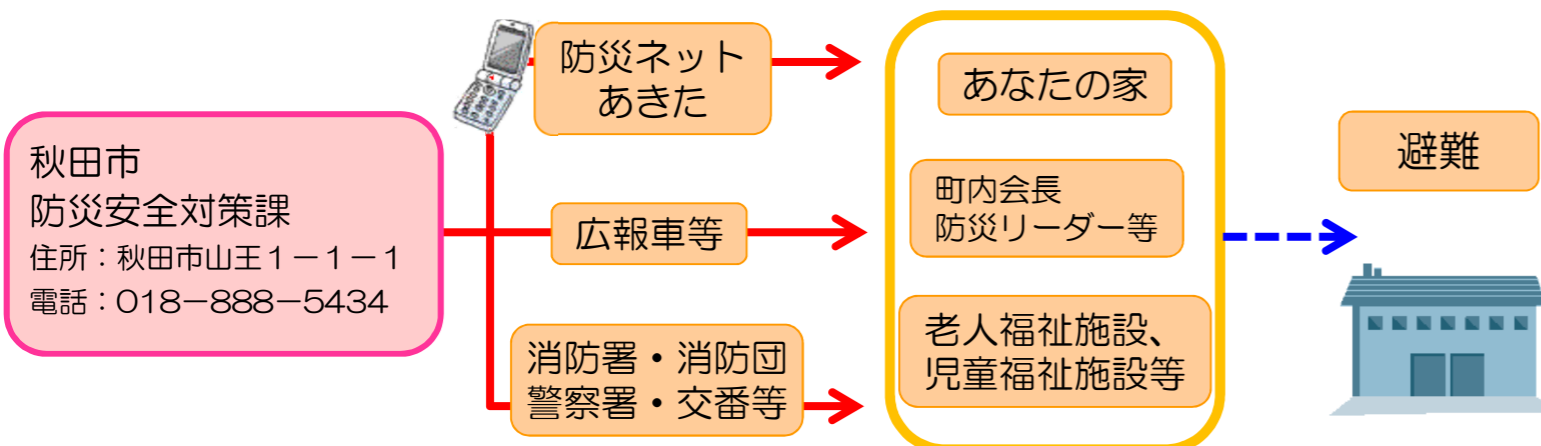 秋田市
防災安全対策課
住所：秋田市山王１－１－１
電話：018－888－5434
防災ネット
あきた
広報車等
消防署・消防団
警察署・交番等
あなたの家
町内会長
防災リーダー等
老人福祉施設、
児童福祉施設等
避難